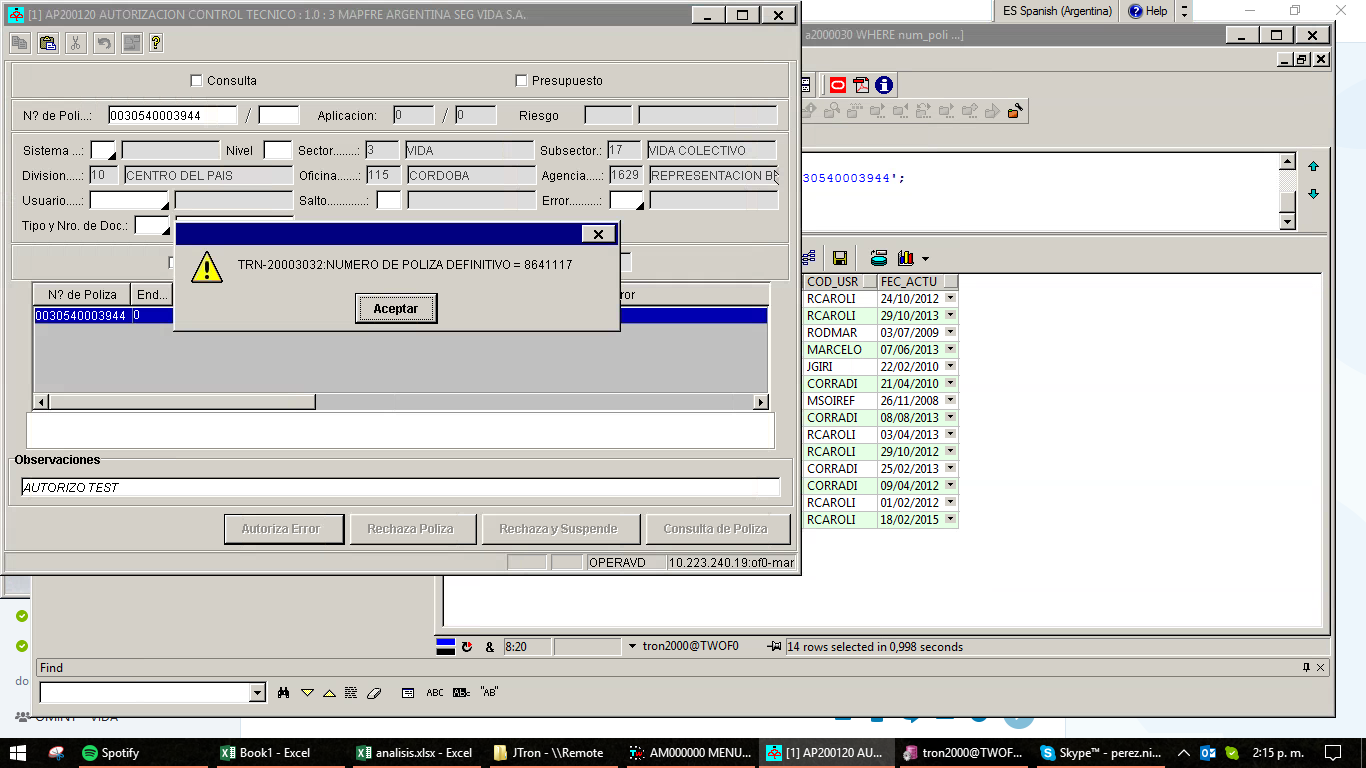 [1] AP200120 AUTORIZACION CONTROL TECNICO : 1.0 : 3 MAPFRE ARGENTINA SEG VIDA S.A.
ES Spanish (Argentina) Help
a2000030 WHERE num_poli ...]
Consulta Presupuesto
Nº de Poli...: 0030540003944 / Aplicacion: 0 / 0 Riesgo
Sistema ...: Nivel Sector........: 3 VIDA Subsector.: 17 VIDA COLECTIVO
Division.....: 10 CENTRO DEL PAIS Oficina.......: 115 CORDOBA Agencia.....: 1629
Usuario.....: Salto............: Error.........:
Tipo y Nro. de Doc.:
TRN-20003032:NUMERO DE POLIZA DEFINITIVO = 8641117
Aceptar
Nº de Poliza End...
0030540003944 0
Observaciones
AUTORIZO TEST
Autoriza Error Rechaza Poliza Rechaza y Suspende Consulta de Poliza
OPERAVD 10.223.240.19:of0-mar
30540003944';
COD_USR FEC_ACTU
RCAROLI 24/10/2012
RCAROLI 29/10/2013
RODMAR 03/07/2009
MARCELO 07/06/2013
JGIRI 22/02/2010
CORRADI 21/04/2010
MSOIREF 26/11/2008
CORRADI 08/08/2013
RCAROLI 03/04/2013
RCAROLI 29/10/2012
CORRADI 25/02/2013
CORRADI 09/04/2012
RCAROLI 01/02/2012
RCAROLI 18/02/2015
& 8:20 tron2000@TWOF0 14 rows selected in 0,998 seconds
Find
ABC "AB"
do
Spotify Book1 - Excel analisis.xlsx - Excel JTron - \\Remote AM000000 MENU... [1] AP200120 AU... tron2000@TWOF... Skype™ - perez.ni... 2:15 p. m.